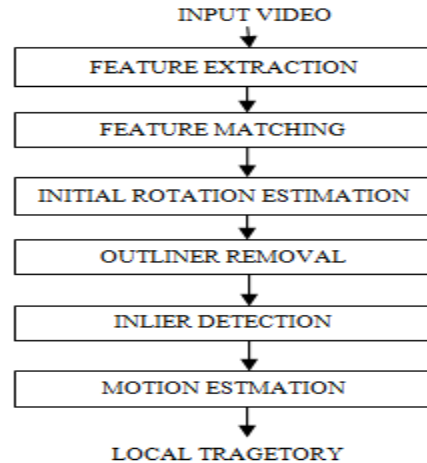 INPUT VIDEO
FEATURE EXTRACTION
FEATURE MATCHING
INITIAL ROTATION ESTIMATION
OUTLINER REMOVAL
INLIER DETECTION
MOTION ESTMATION
LOCAL TRAGETORY